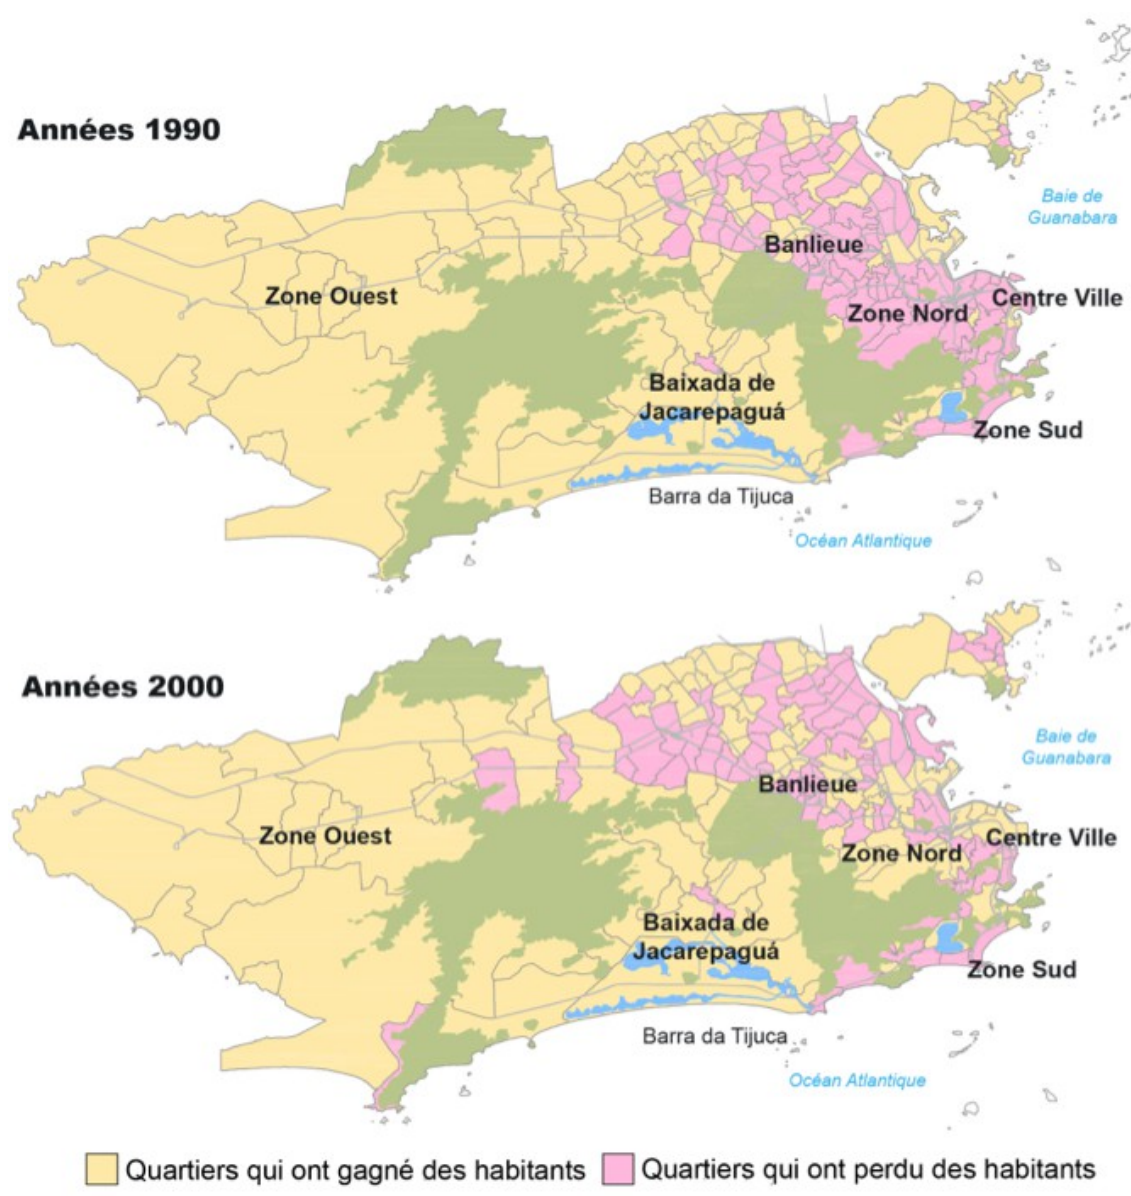 Années 1990
Baie de
Guanabara
Banlieue
Zone Ouest
Centre Ville
Zone Nord
Baixada de
Jacarepaguá
Zone Sud
Barra da Tijuca
Océan Atlantique
Années 2000
Baie de
Guanabara
Banlieue
Zone Ouest
Centre Ville
Zone Nord
Baixada de
Jacarepaguá
Zone Sud
Barra da Tijuca
Océan Atlantique
Quartiers qui ont gagné des habitants
Quartiers qui ont perdu des habitants